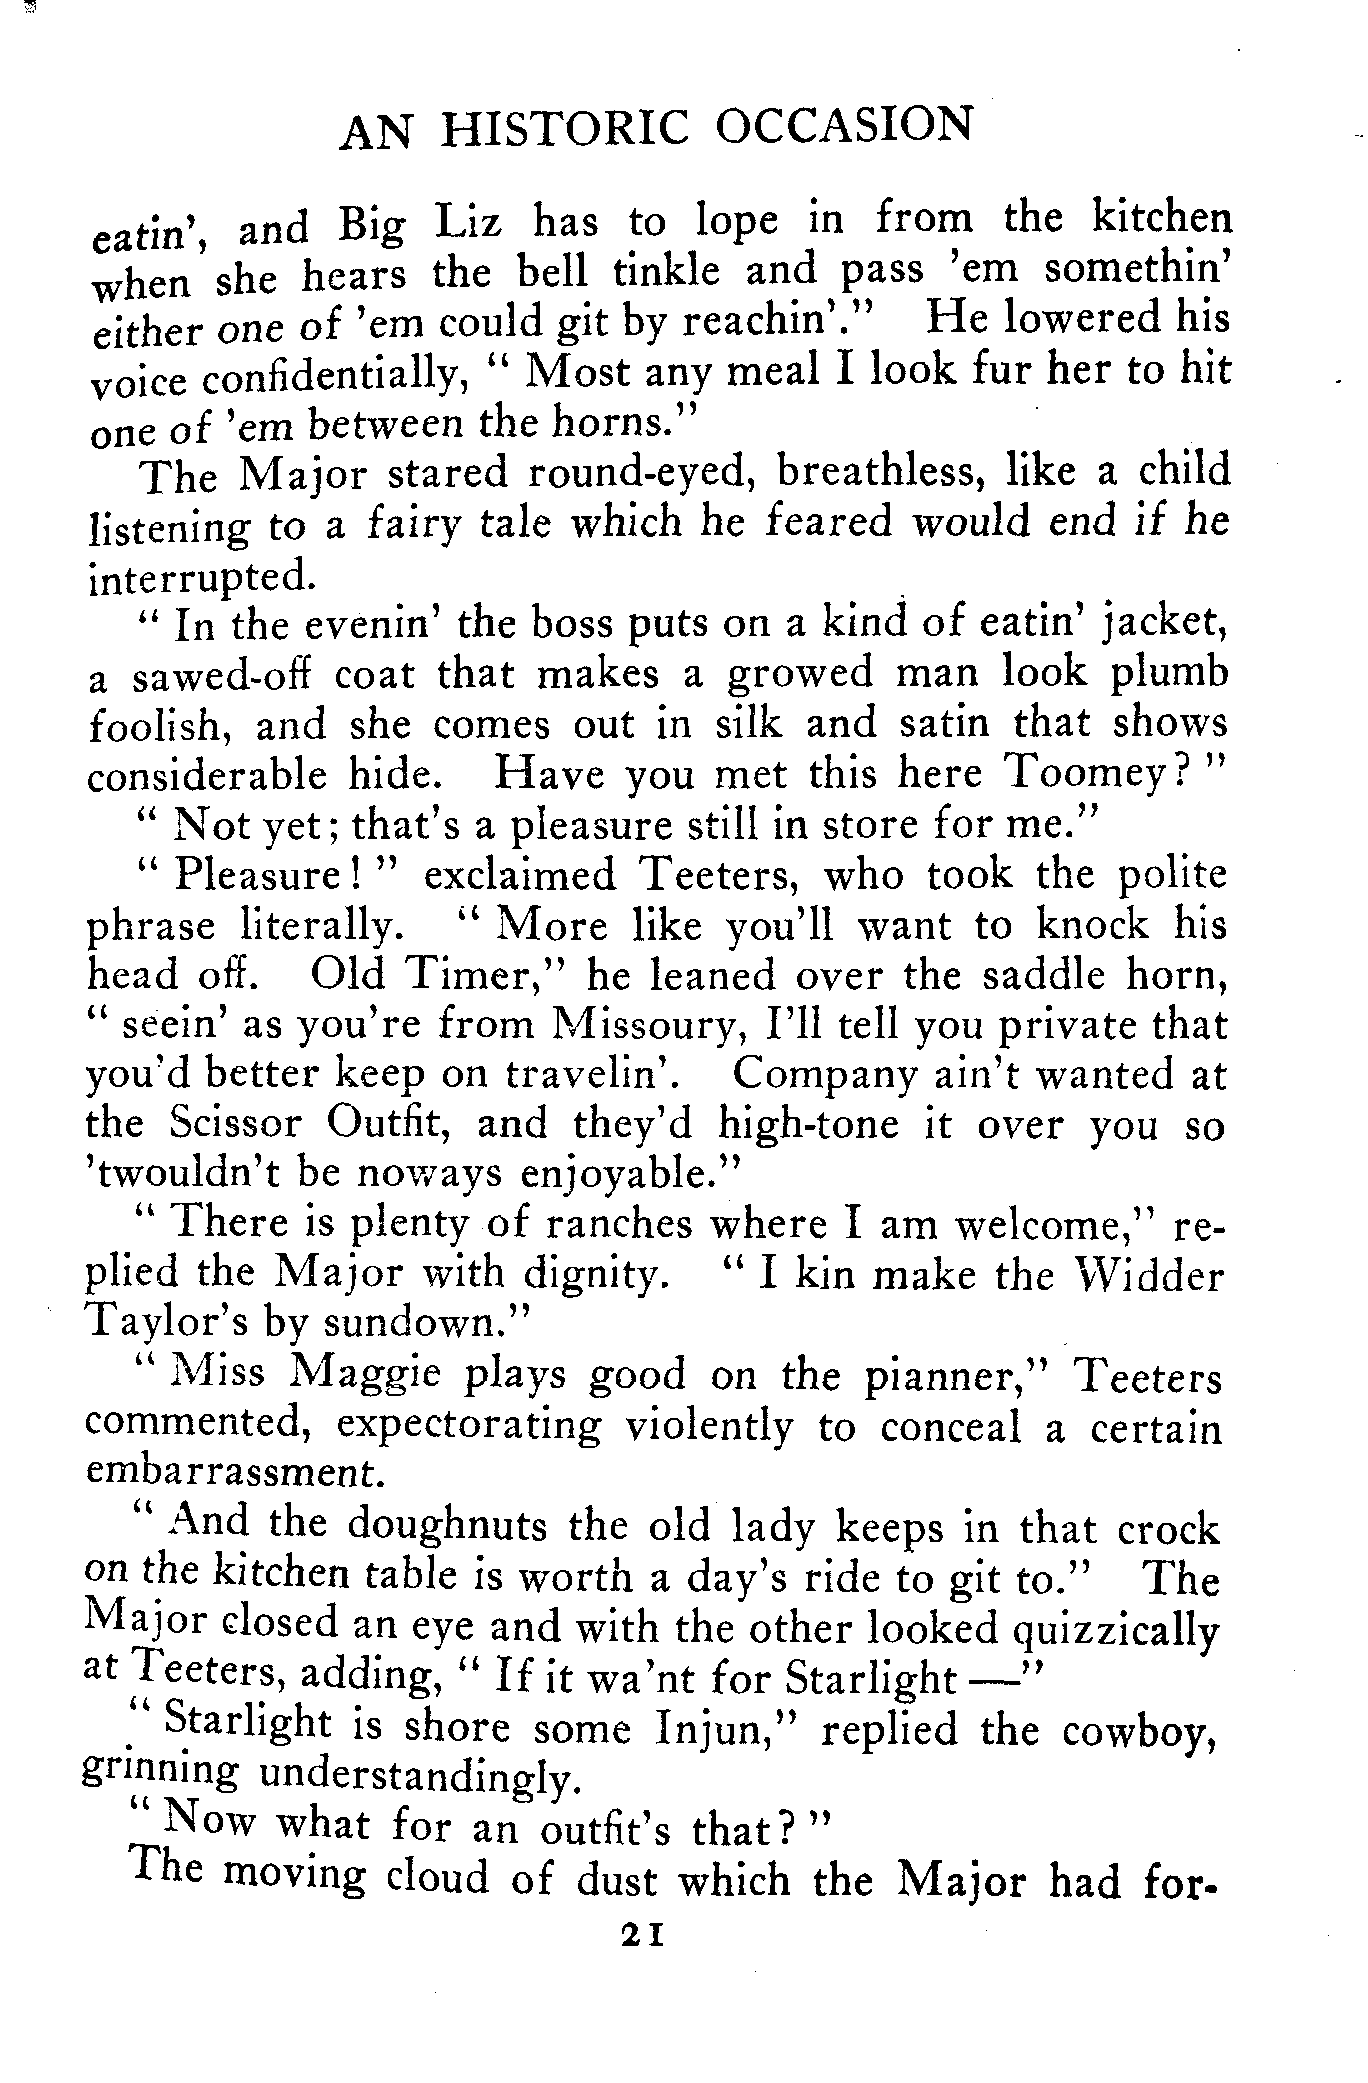 AN HISTORIC OCCASION
eatin', and Big Liz has to lope in from the kitchen
when she hears the bell tinkle and pass 'em somethin'
either one of 'em could git by reachin'." He lowered his
voice confidentially, " Most any meal I look fur her to hit
one of 'em between the horns."
The Major stared round-eyed, breathless, like a child
listening to a fairy tale which he feared would end if he
interrupted.
" In the evenin' the boss puts on a kind of eatin' jacket,
a sawed-off coat that makes a growed man look plumb
foolish, and she comes out in silk and satin that shows
considerable hide. Have you met this here Toomey? "
" Not yet; that's a pleasure still in store for me."
" Pleasure! " exclaimed Teeters, who took the polite
phrase literally. " More like you'll want to knock his
head off. Old Timer," he leaned over the saddle horn,
" seein' as you're from Missoury, I'll tell you private that
you'd better keep on travelin'. Company ain't wanted at
the Scissor Outfit, and they'd high-tone it over you so
'twouldn't be noways enjoyable."
" There is plenty of ranches where I am welcome," re-
plied the Major with dignity. " I kin make the Widder
Taylor's by sundown."
" Miss Maggie plays good on the pianner," Teeters
commented, expectorating violently to conceal a certain
embarrassment.
" And the doughnuts the old lady keeps in that crock
on the kitchen table is worth a day's ride to git to." The
Major closed an eye and with the other looked quizzically
at Teeters, adding, " If it wa'nt for Starlight —"
" Starlight is shore some Injun," replied the cowboy,
grinning understandingly.
" Now what for an outfit's that? "
The moving cloud of dust which the Major had for-
21